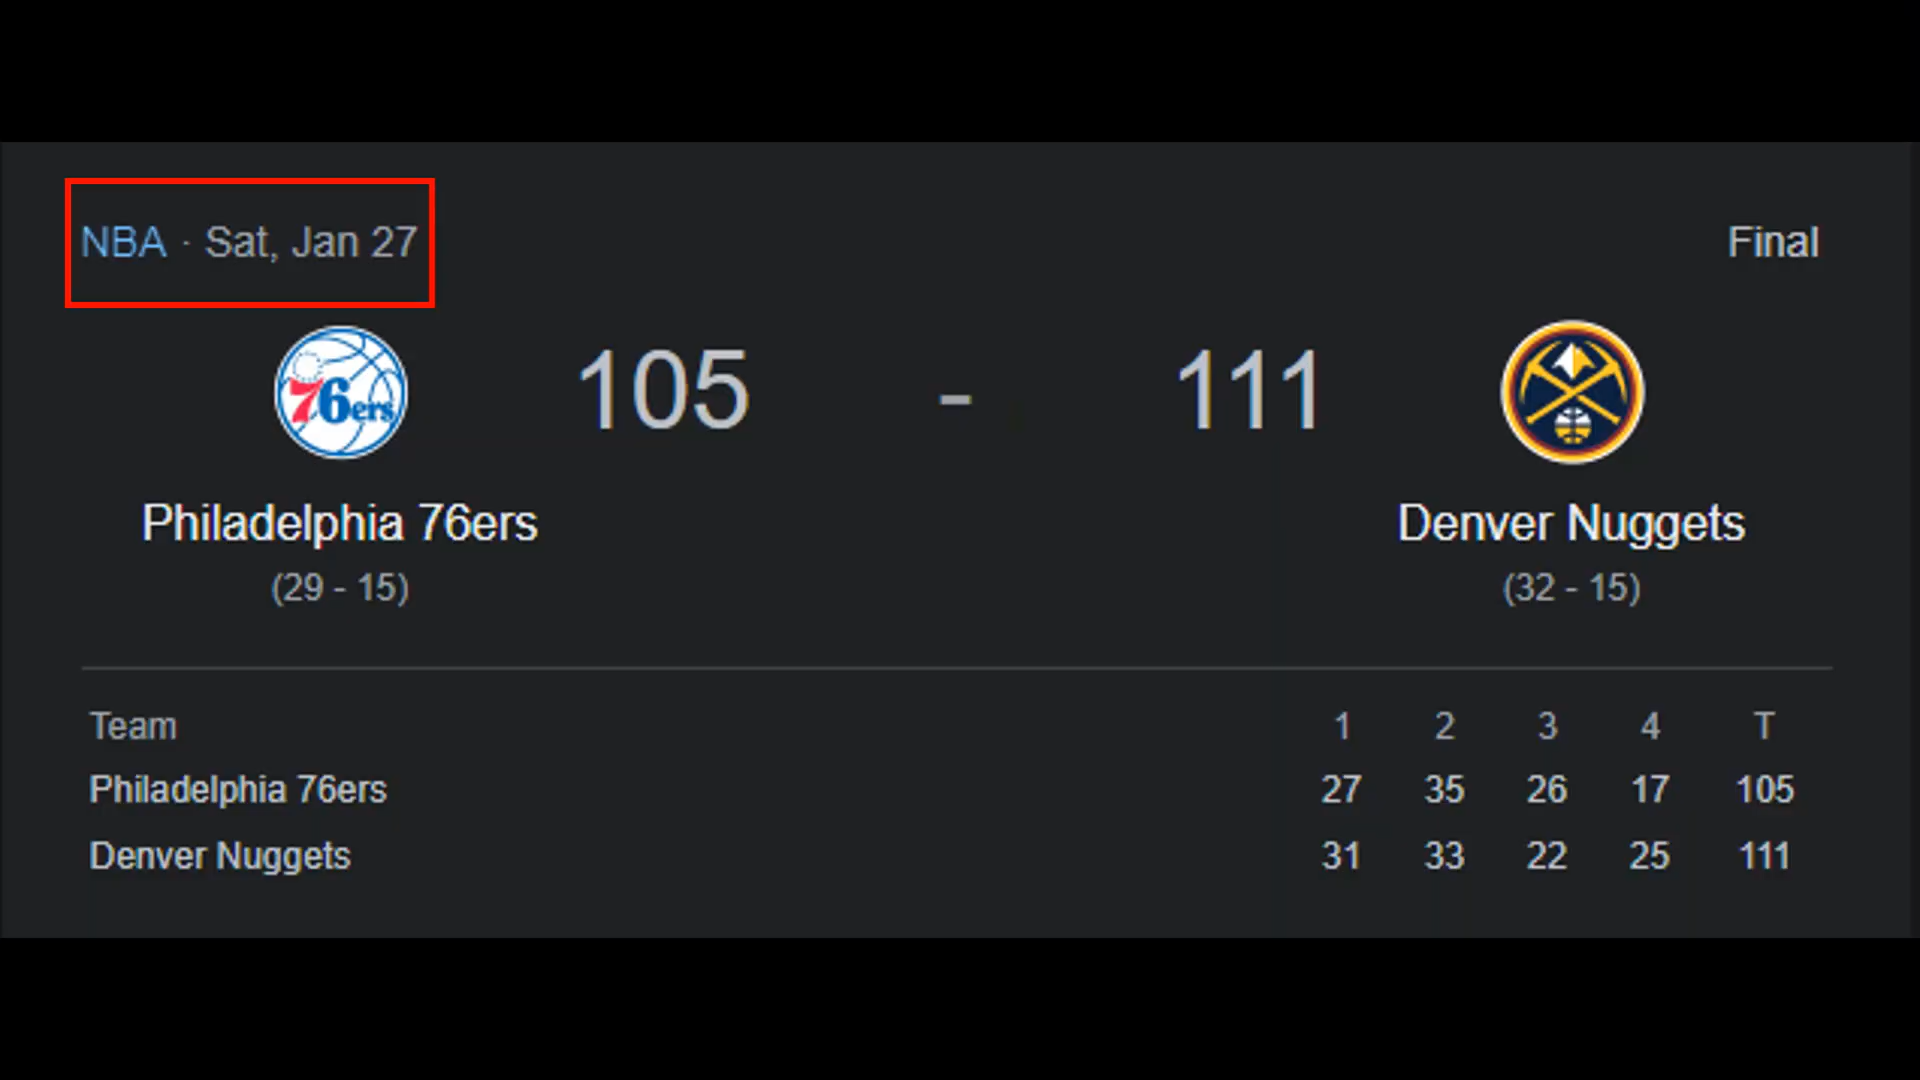 NBA · Sat, Jan 27
Final
76ers
105 - 111
Philadelphia 76ers
Denver Nuggets
(29 - 15)
(32 - 15)
Team 1 2 3 4 T
Philadelphia 76ers 27 35 26 17 105
Denver Nuggets 31 33 22 25 111